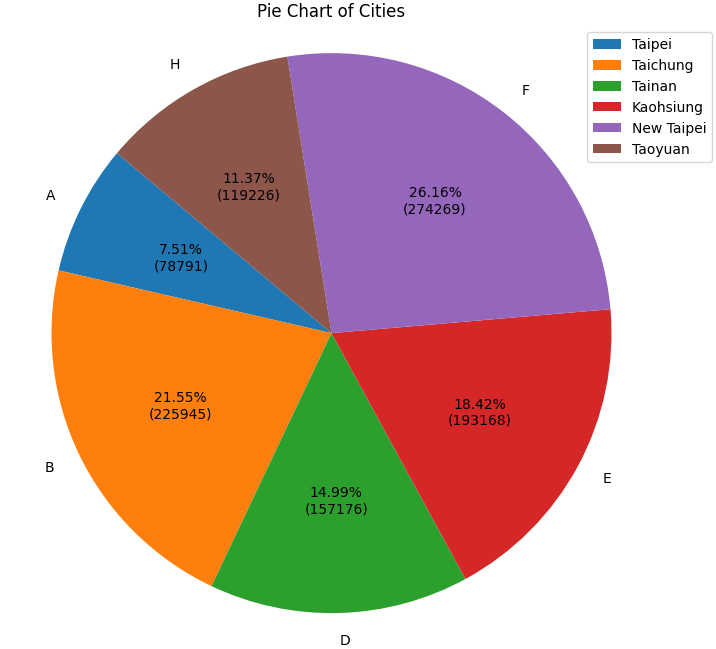 Pie Chart of Cities
Taipei
Taichung
Tainan
Kaohsiung
New Taipei
Taoyuan
H
11.37%
(119226)
F
26.16%
(274269)
A
7.51%
(78791)
B
21.55%
(225945)
E
18.42%
(193168)
D
14.99%
(157176)